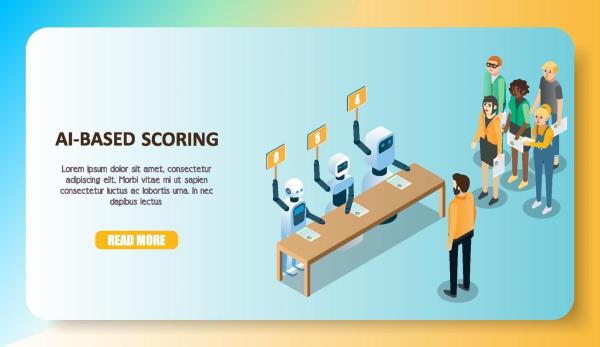 AI-BASED SCORING
Lorem ipsum dolor sit amet, consectetur
adipiscing elit. Morbi vitae mi ut sapien
consectetur luctus ac lobortis urna. In nec
dapibus lectus
READ MORE
3
5
4